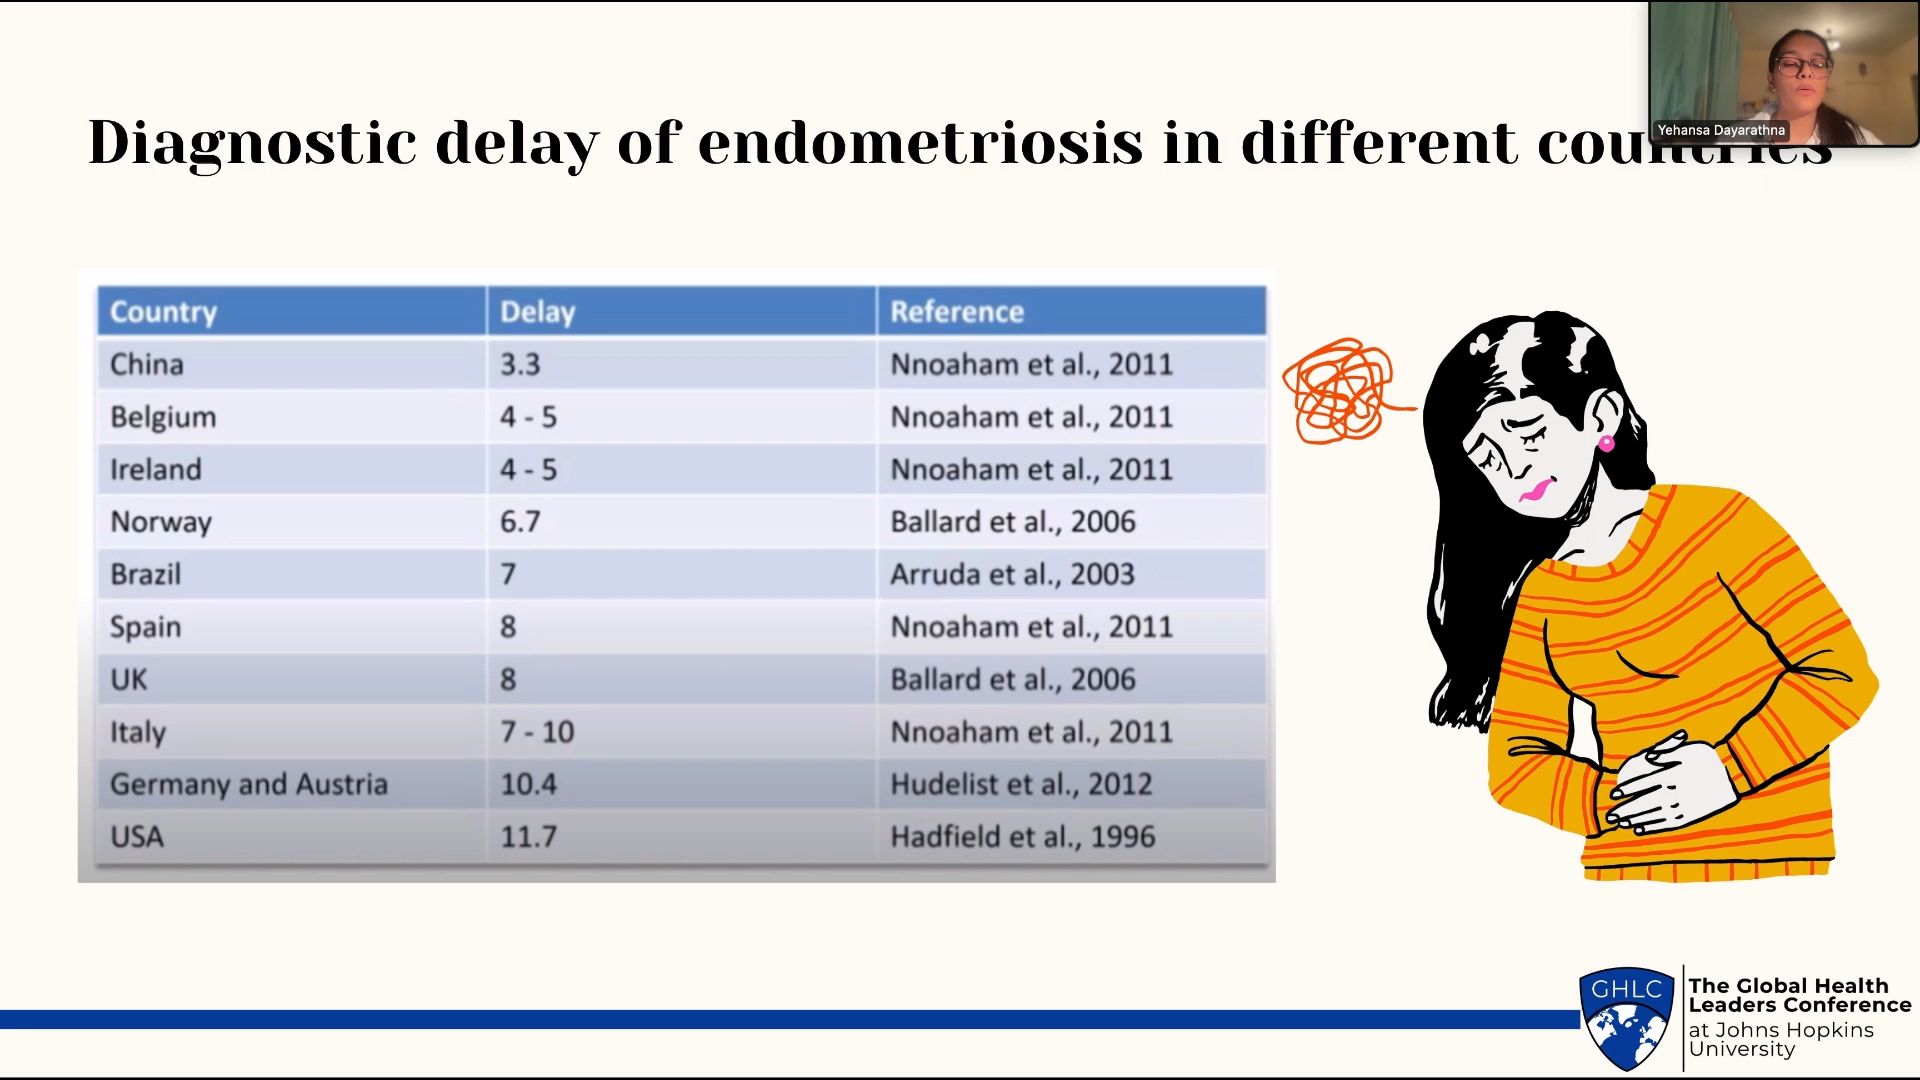 Diagnostic delay of endometriosis in different countries
Yehansa Dayarathna
Country Delay Reference
China 3.3 Nnoaham et al., 2011
Belgium 4 - 5 Nnoaham et al., 2011
Ireland 4 - 5 Nnoaham et al., 2011
Norway 6.7 Ballard et al., 2006
Brazil 7 Arruda et al., 2003
Spain 8 Nnoaham et al., 2011
UK 8 Ballard et al., 2006
Italy 7 - 10 Nnoaham et al., 2011
Germany and Austria 10.4 Hudelist et al., 2012
USA 11.7 Hadfield et al., 1996
GHLC
The Global Health
Leaders Conference
at Johns Hopkins
University